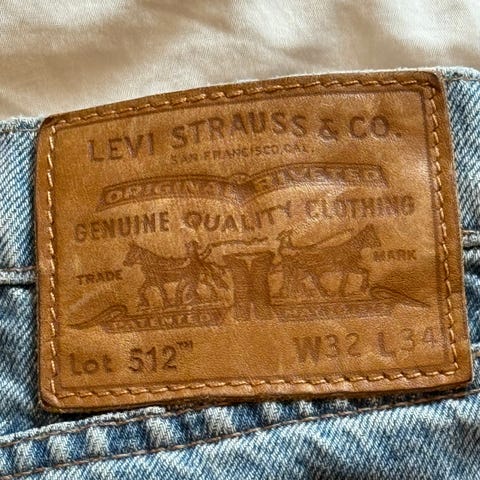 LEVI STRAUSS & CO.
SAN FRANCISCO, CAL.
ORIGINAL RIVETED
GENUINE QUALITY CLOTHING
TRADE MARK
PATENTED
Lot 512™ W32 L34